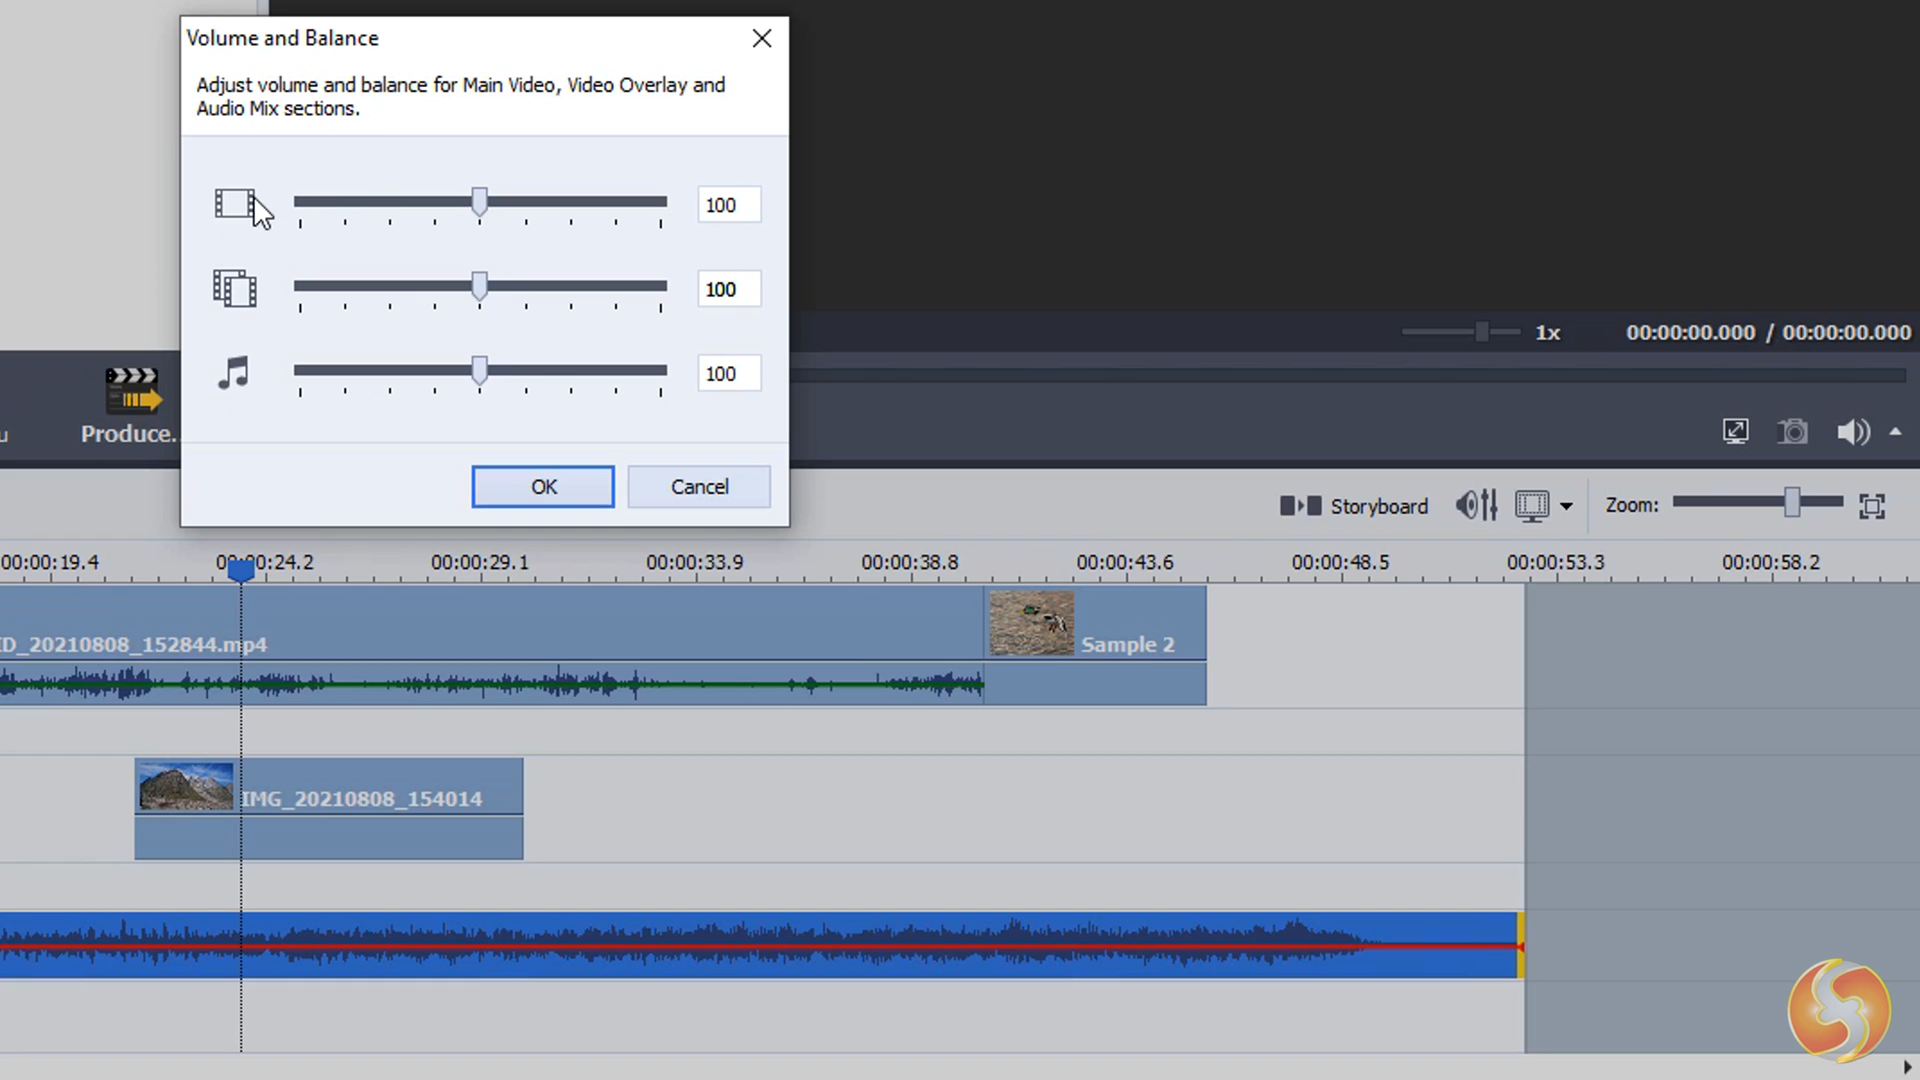 Volume and Balance
Adjust volume and balance for Main Video, Video Overlay and
Audio Mix sections.
100
100
100
OK
Cancel
1x
00:00:00.000 / 00:00:00.000
u
Produce..
Storyboard
Zoom:
00:00:19.4
00:00:24.2
00:00:29.1
00:00:33.9
00:00:38.8
00:00:43.6
00:00:48.5
00:00:53.3
00:00:58.2
ID_20210808_152844.mp4
Sample 2
IMG_20210808_154014